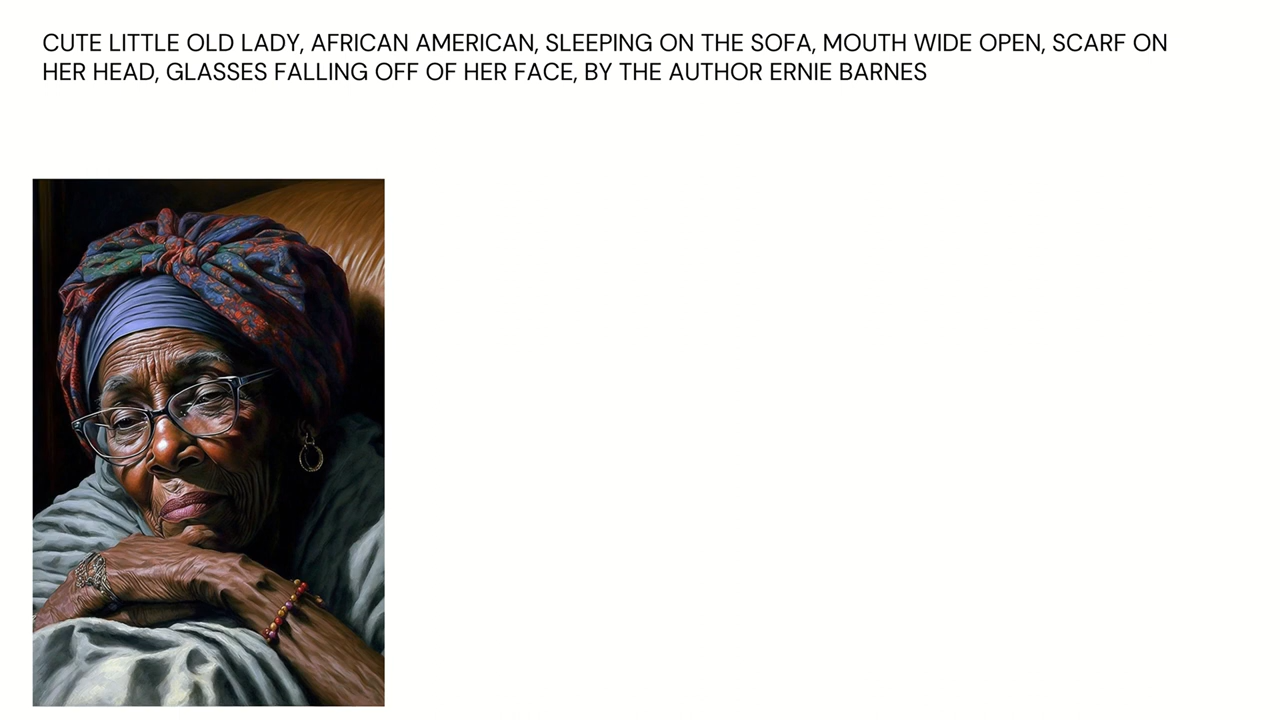 CUTE LITTLE OLD LADY, AFRICAN AMERICAN, SLEEPING ON THE SOFA, MOUTH WIDE OPEN, SCARF ON
HER HEAD, GLASSES FALLING OFF OF HER FACE, BY THE AUTHOR ERNIE BARNES